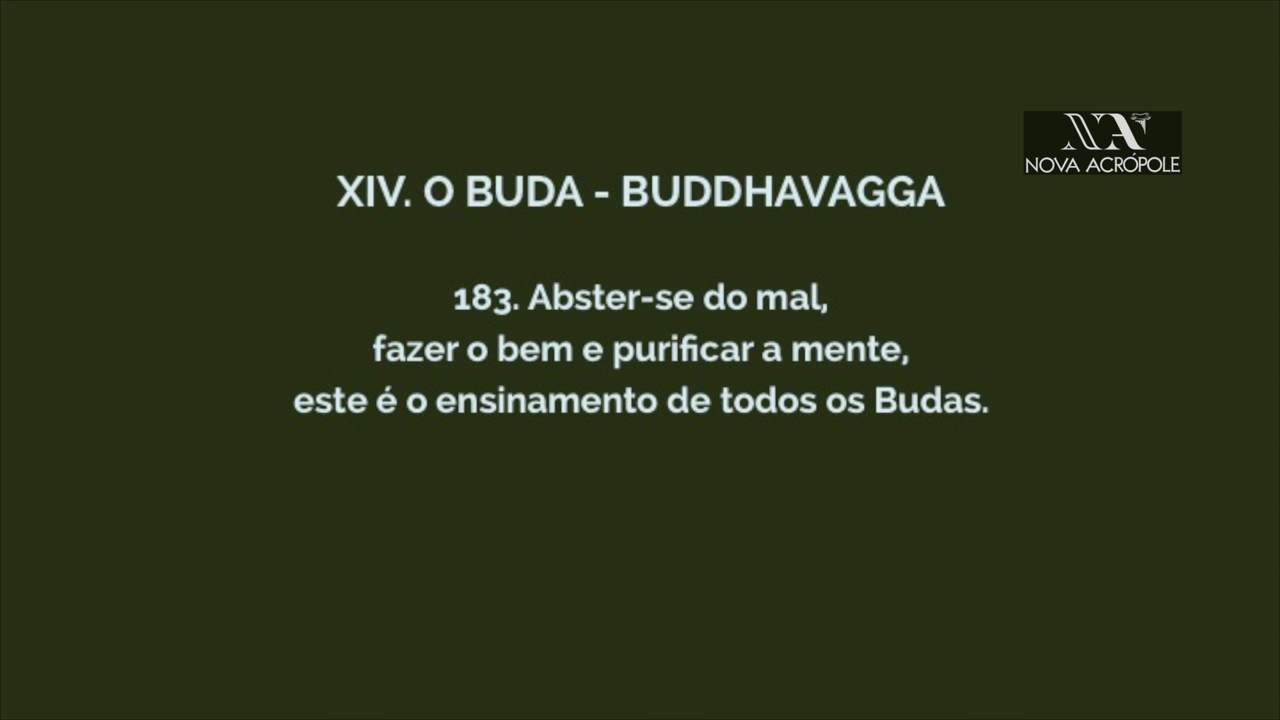 NOVA ACRÓPOLE
XIV. O BUDA - BUDDHAVAGGA
183. Abster-se do mal,
fazer o bem e purificar a mente,
este é o ensinamento de todos os Budas.